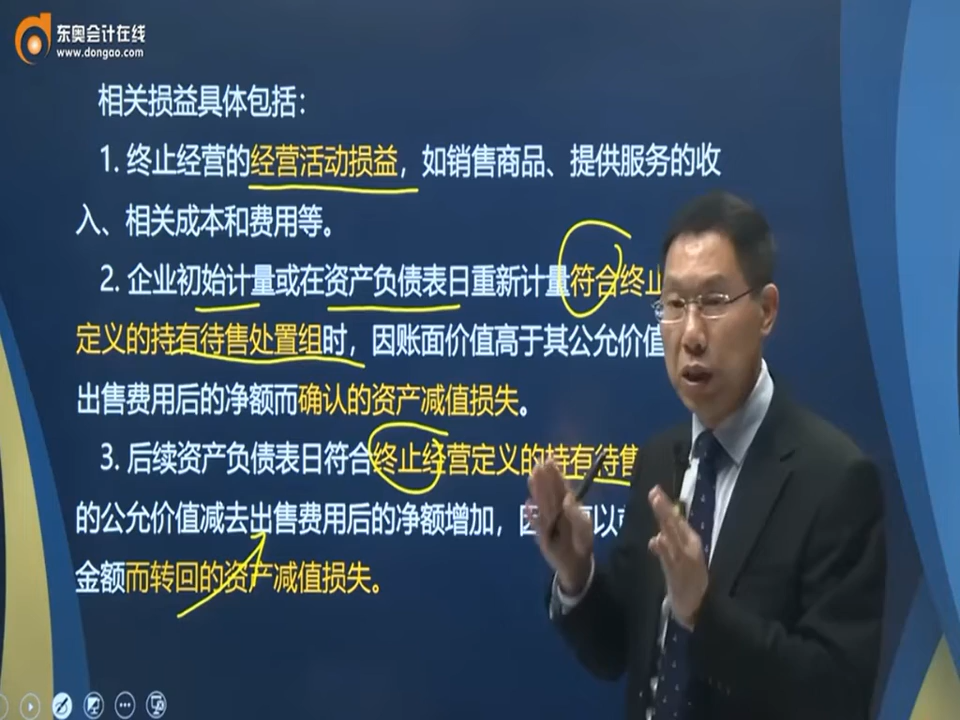 东奥会计在线
www.dongao.com
相关损益具体包括：
1. 终止经营的经营活动损益，如销售商品、提供服务的收
入、相关成本和费用等。
2. 企业初始计量或在资产负债表日重新计量符合终止
定义的持有待售处置组时，因账面价值高于其公允价值
出售费用后的净额而确认的资产减值损失。
3. 后续资产负债表日符合终止经营定义的持有待售
的公允价值减去出售费用后的净额增加，因 以
金额而转回的资产减值损失。